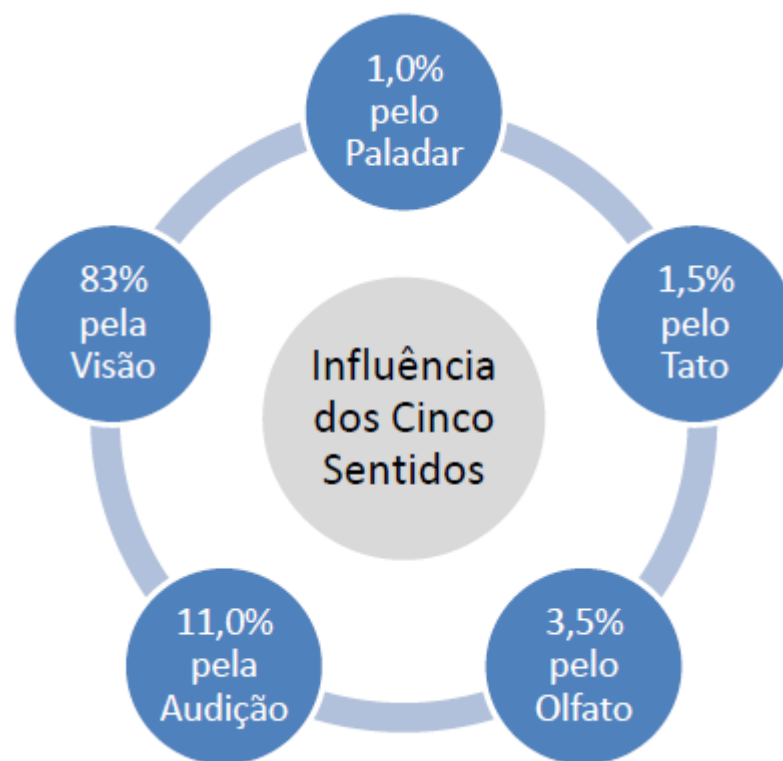 1,0%
pelo
Paladar
83%
pela
Visão
1,5%
pelo
Tato
Influência
dos Cinco
Sentidos
11,0%
pela
Audição
3,5%
pelo
Olfato